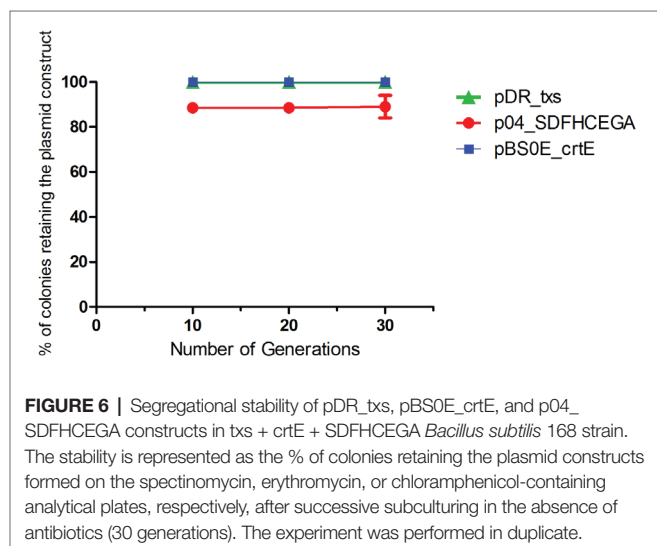 % of colonies retaining the plasmid construct
100
80
60
40
20
0
0
10
20
30
Number of Generations
pDR_txs
p04_SDFHCEGA
pBS0E_crtE
FIGURE 6 | Segregational stability of pDR_txs, pBS0E_crtE, and p04_
SDFHCEGA constructs in txs + crtE + SDFHCEGA Bacillus subtilis 168 strain.
The stability is represented as the % of colonies retaining the plasmid constructs
formed on the spectinomycin, erythromycin, or chloramphenicol-containing
analytical plates, respectively, after successive subculturing in the absence of
antibiotics (30 generations). The experiment was performed in duplicate.